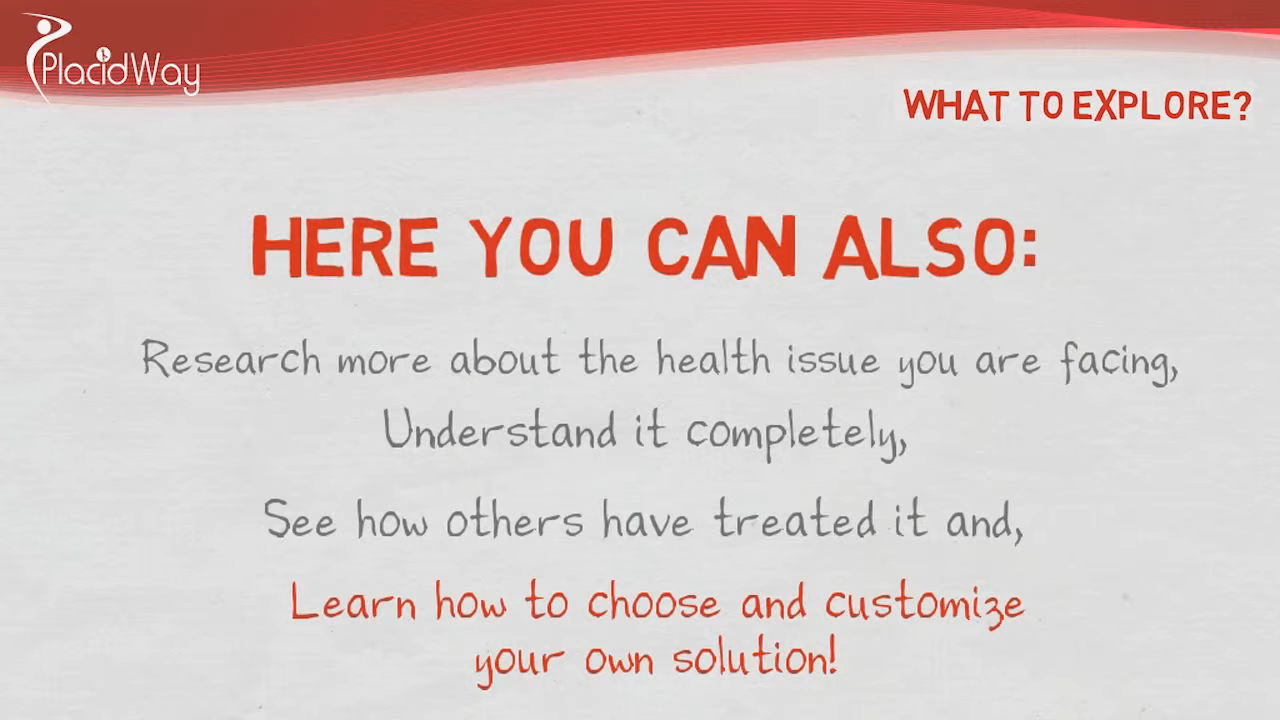 PlacidWay
WHAT TO EXPLORE?
HERE YOU CAN ALSO:
Research more about the health issue you are facing,
Understand it completely,
See how others have treated it and,
Learn how to choose and customize
your own solution!